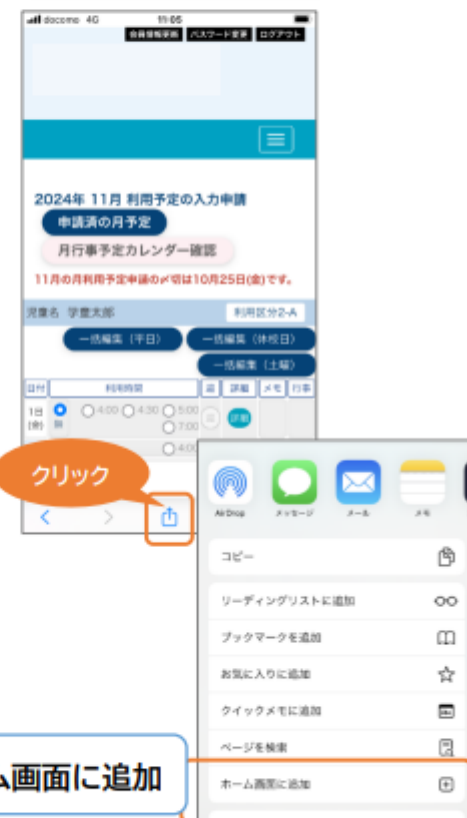 docomo 4G 11:05
会員情報更新 パスワード変更 ログアウト
2024年 11月 利用予定の入力申請
申請済の月予定
月行事予定カレンダー確認
11月の月利用予定申請の〆切は10月25日(金)です。
児童名 学童太郎 利用区分2-A
一括編集（平日） 一括編集（休校日）
一括編集（土曜）
日付 利用時間 詳細 メモ 行事
1日 4:00 4:30 5:00 詳細
(金) 無 7:00
4:00
クリック
AirDrop メッセージ メール メモ
コピー
リーディングリストに追加
ブックマークを追加
お気に入りに追加
クイックメモに追加
ページを検索
ム画面に追加
ホーム画面に追加